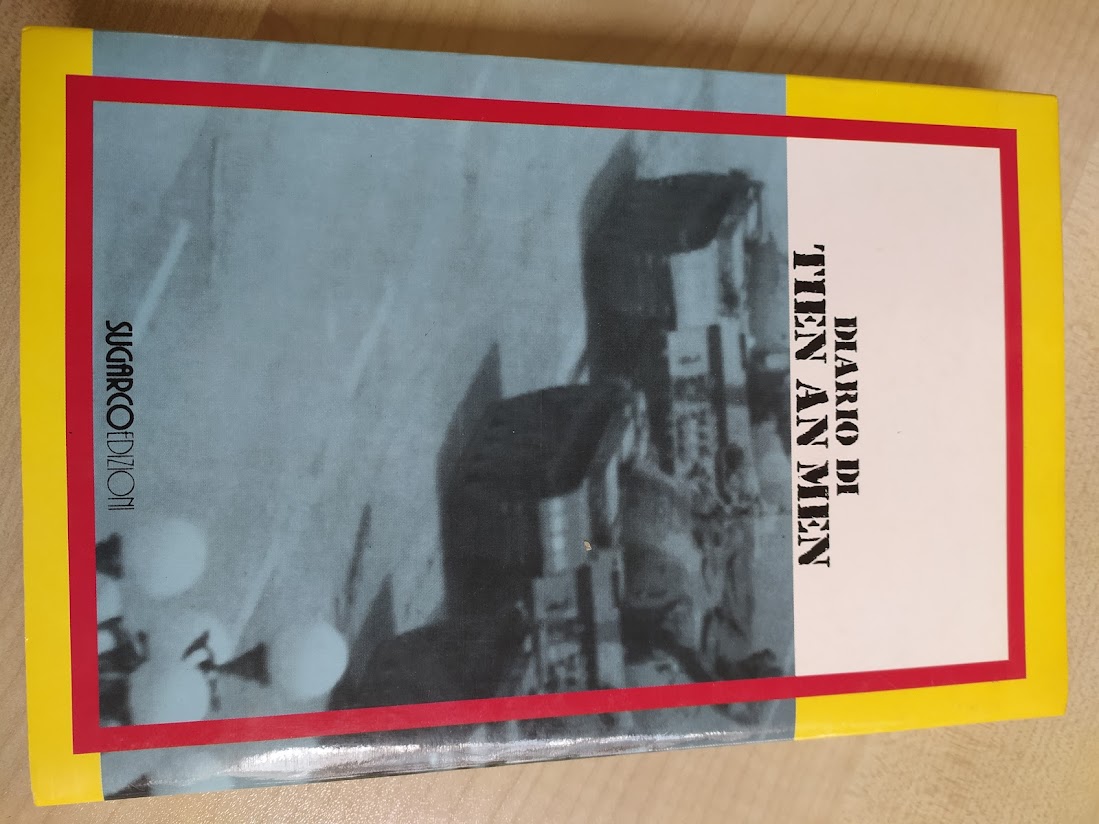 DIARIO DI
TIEN AN MEN
SUGARCOEDIZIONI